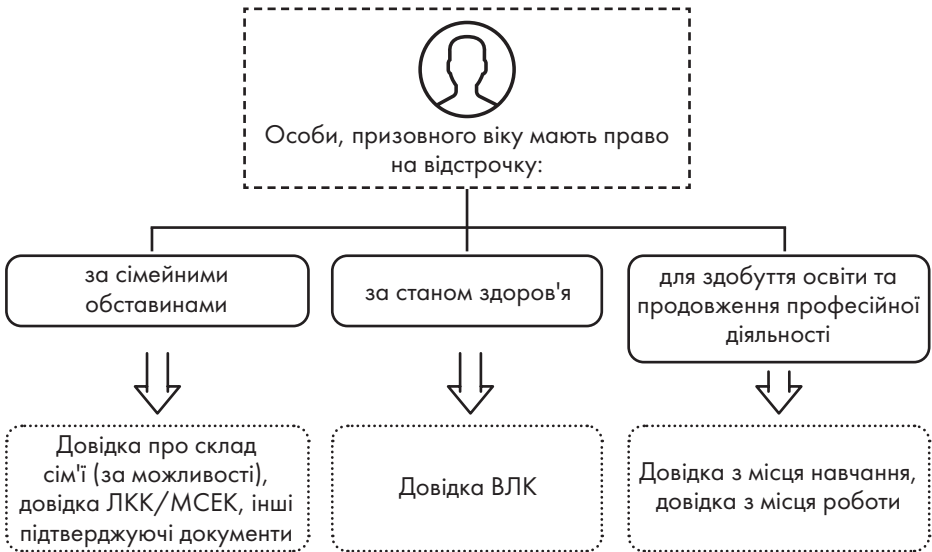 Особи, призовного віку мають право
на відстрочку:
за сімейними
обставинами
за станом здоров'я
для здобуття освіти та
продовження професійної
діяльності
Довідка про склад
сім'ї (за можливості),
довідка ЛКК/МСЕК, інші
підтверджуючі документи
Довідка ВЛК
Довідка з місця навчання,
довідка з місця роботи